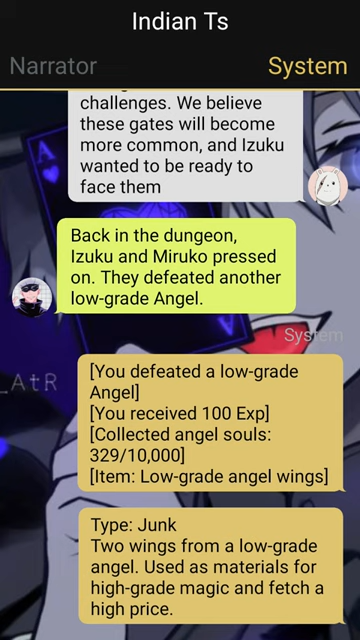 Indian Ts
Narrator
System
challenges. We believe
these gates will become
more common, and Izuku
wanted to be ready to
face them
Back in the dungeon,
Izuku and Miruko pressed
on. They defeated another
low-grade Angel.
System
_AtR
[You defeated a low-grade
Angel]
[You received 100 Exp]
[Collected angel souls:
329/10,000]
[Item: Low-grade angel wings]
Type: Junk
Two wings from a low-grade
angel. Used as materials for
high-grade magic and fetch a
high price.